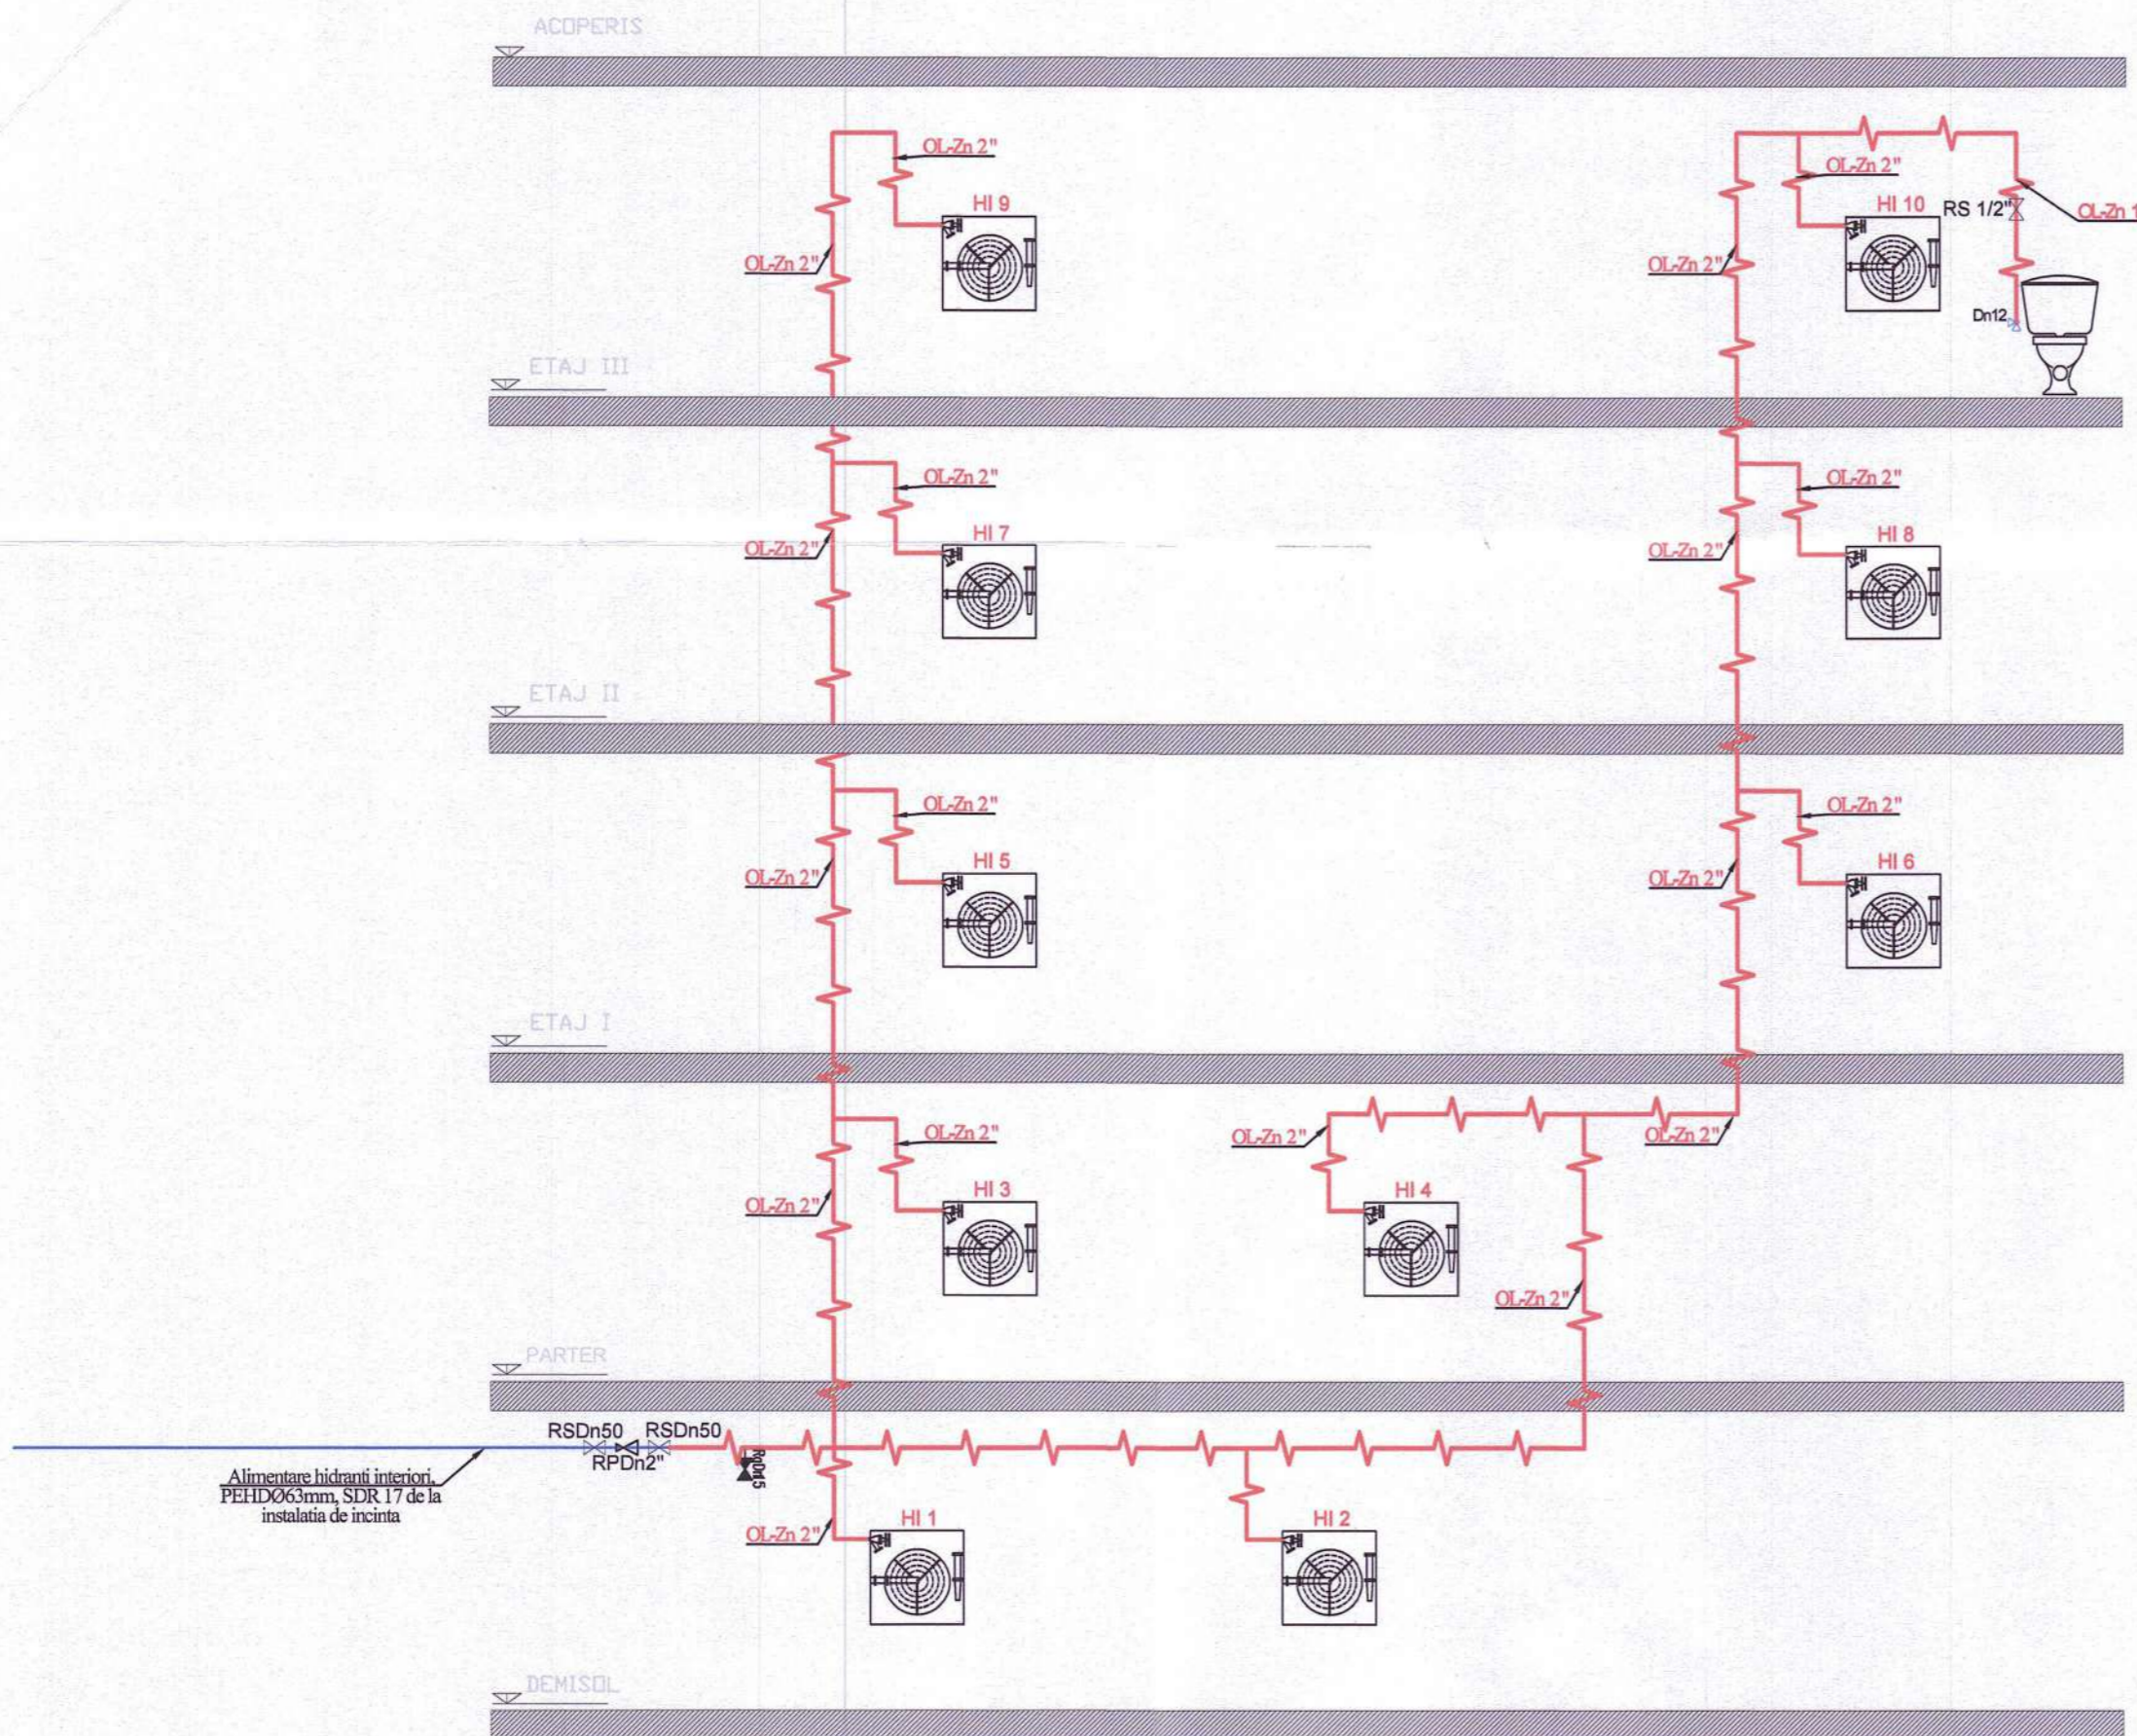 ACOPERIS
OL-Zn 2"
OL-Zn 2"
HI 9
HI 10
RS 1/2"
OL-Zn 1
OL-Zn 2"
OL-Zn 2"
Dn12
ETAJ III
OL-Zn 2"
OL-Zn 2"
HI 7
HI 8
OL-Zn 2"
OL-Zn 2"
ETAJ II
OL-Zn 2"
OL-Zn 2"
HI 5
HI 6
OL-Zn 2"
OL-Zn 2"
ETAJ I
OL-Zn 2"
OL-Zn 2"
OL-Zn 2"
HI 3
HI 4
OL-Zn 2"
OL-Zn 2"
PARTER
RSDn50
RSDn50
RPDn2"
Alimentare hidranti interiori,
PEHDØ63mm, SDR 17 de la
instalatia de incinta
HI 1
HI 2
OL-Zn 2"
DEMISOL